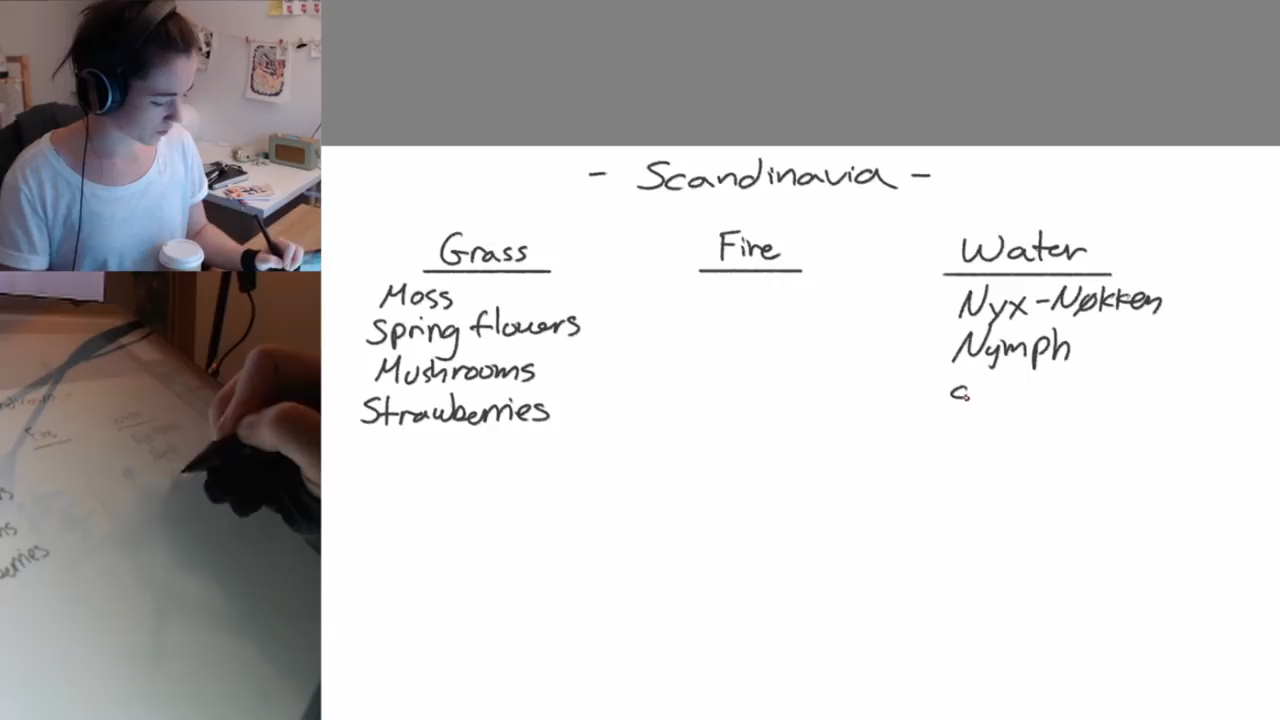 - Scandinavia -
Grass
Moss
Spring flowers
Mushrooms
Strawberries
Fire
Water
Nyx-Nøkken
Nymph